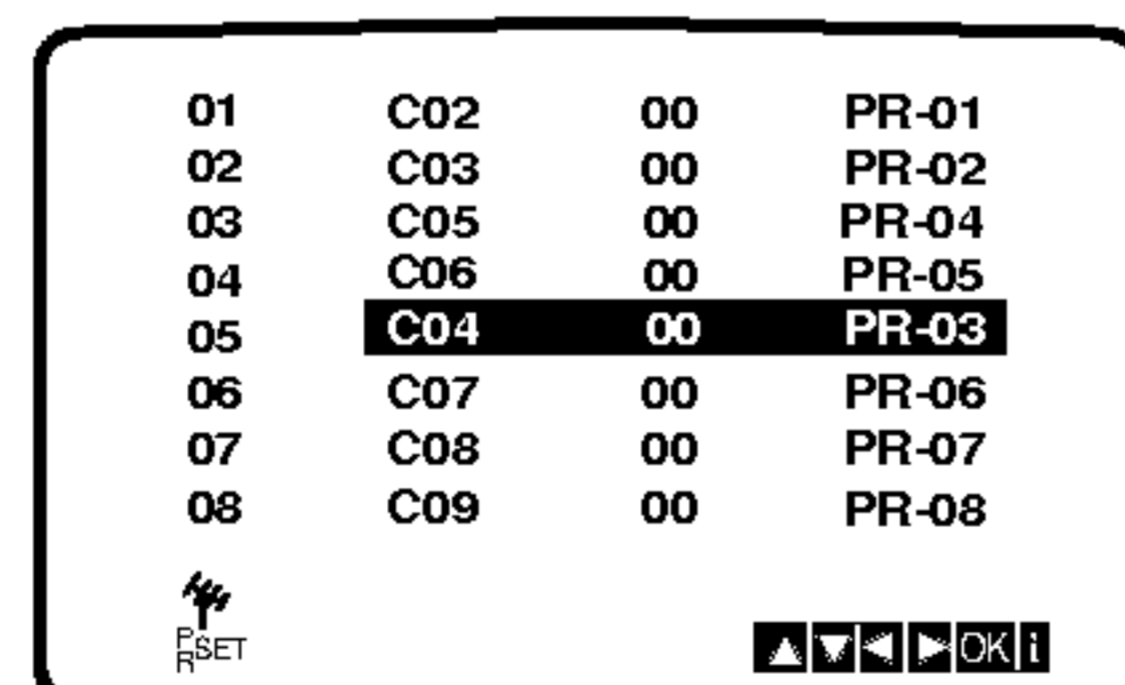 01 C02 00 PR-01
02 C03 00 PR-02
03 C05 00 PR-04
04 C06 00 PR-05
05 C04 00 PR-03
06 C07 00 PR-06
07 C08 00 PR-07
08 C09 00 PR-08
PR SET ▲ ▼ ◄ ► OK i